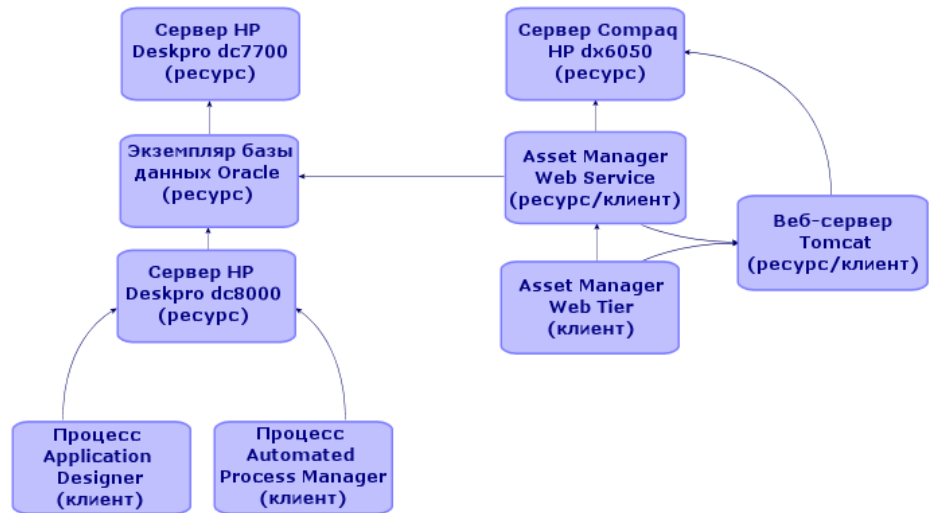 Сервер HP
Deskpro dc7700
(ресурс)
Сервер Compaq
HP dx6050
(ресурс)
Экземпляр базы
данных Oracle
(ресурс)
Asset Manager
Web Service
(ресурс/клиент)
Веб-сервер
Tomcat
(ресурс/клиент)
Сервер HP
Deskpro dc8000
(ресурс)
Asset Manager
Web Tier
(клиент)
Процесс
Application
Designer
(клиент)
Процесс
Automated
Process Manager
(клиент)